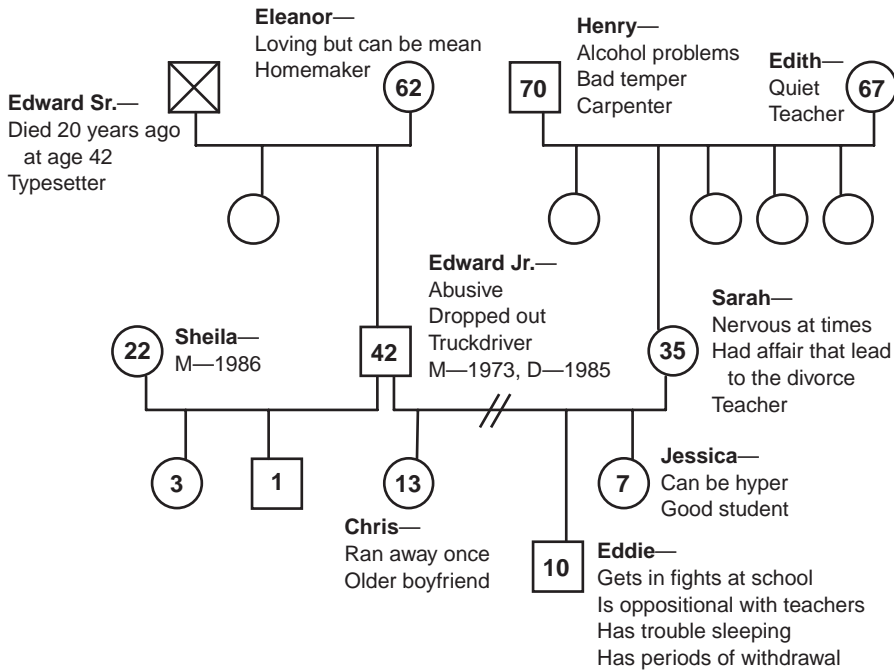 Eleanor—
Loving but can be mean
Homemaker
62
Edward Sr.—
Died 20 years ago
at age 42
Typesetter
Henry—
Alcohol problems
Bad temper
Carpenter
70
Edith—
Quiet
Teacher
67
22
Sheila—
M—1986
Edward Jr.—
Abusive
Dropped out
Truckdriver
M—1973, D—1985
42
35
Sarah—
Nervous at times
Had affair that lead
to the divorce
Teacher
3
1
13
Chris—
Ran away once
Older boyfriend
7
Jessica—
Can be hyper
Good student
10
Eddie—
Gets in fights at school
Is oppositional with teachers
Has trouble sleeping
Has periods of withdrawal